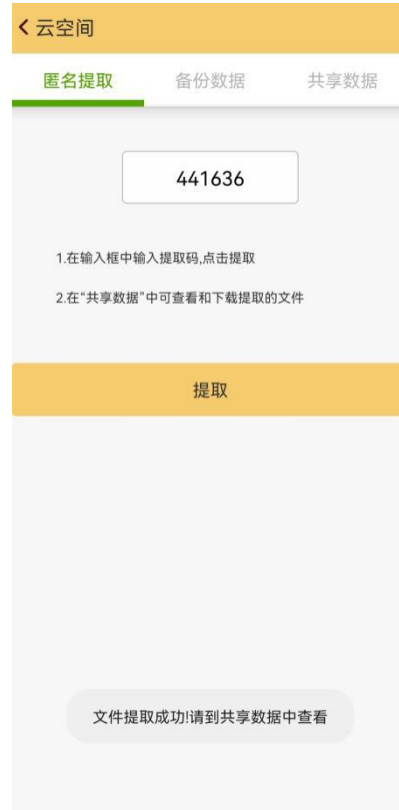 云空间
匿名提取 备份数据 共享数据
441636
1.在输入框中输入提取码,点击提取
2.在“共享数据”中可查看和下载提取的文件
提取
文件提取成功!请到共享数据中查看